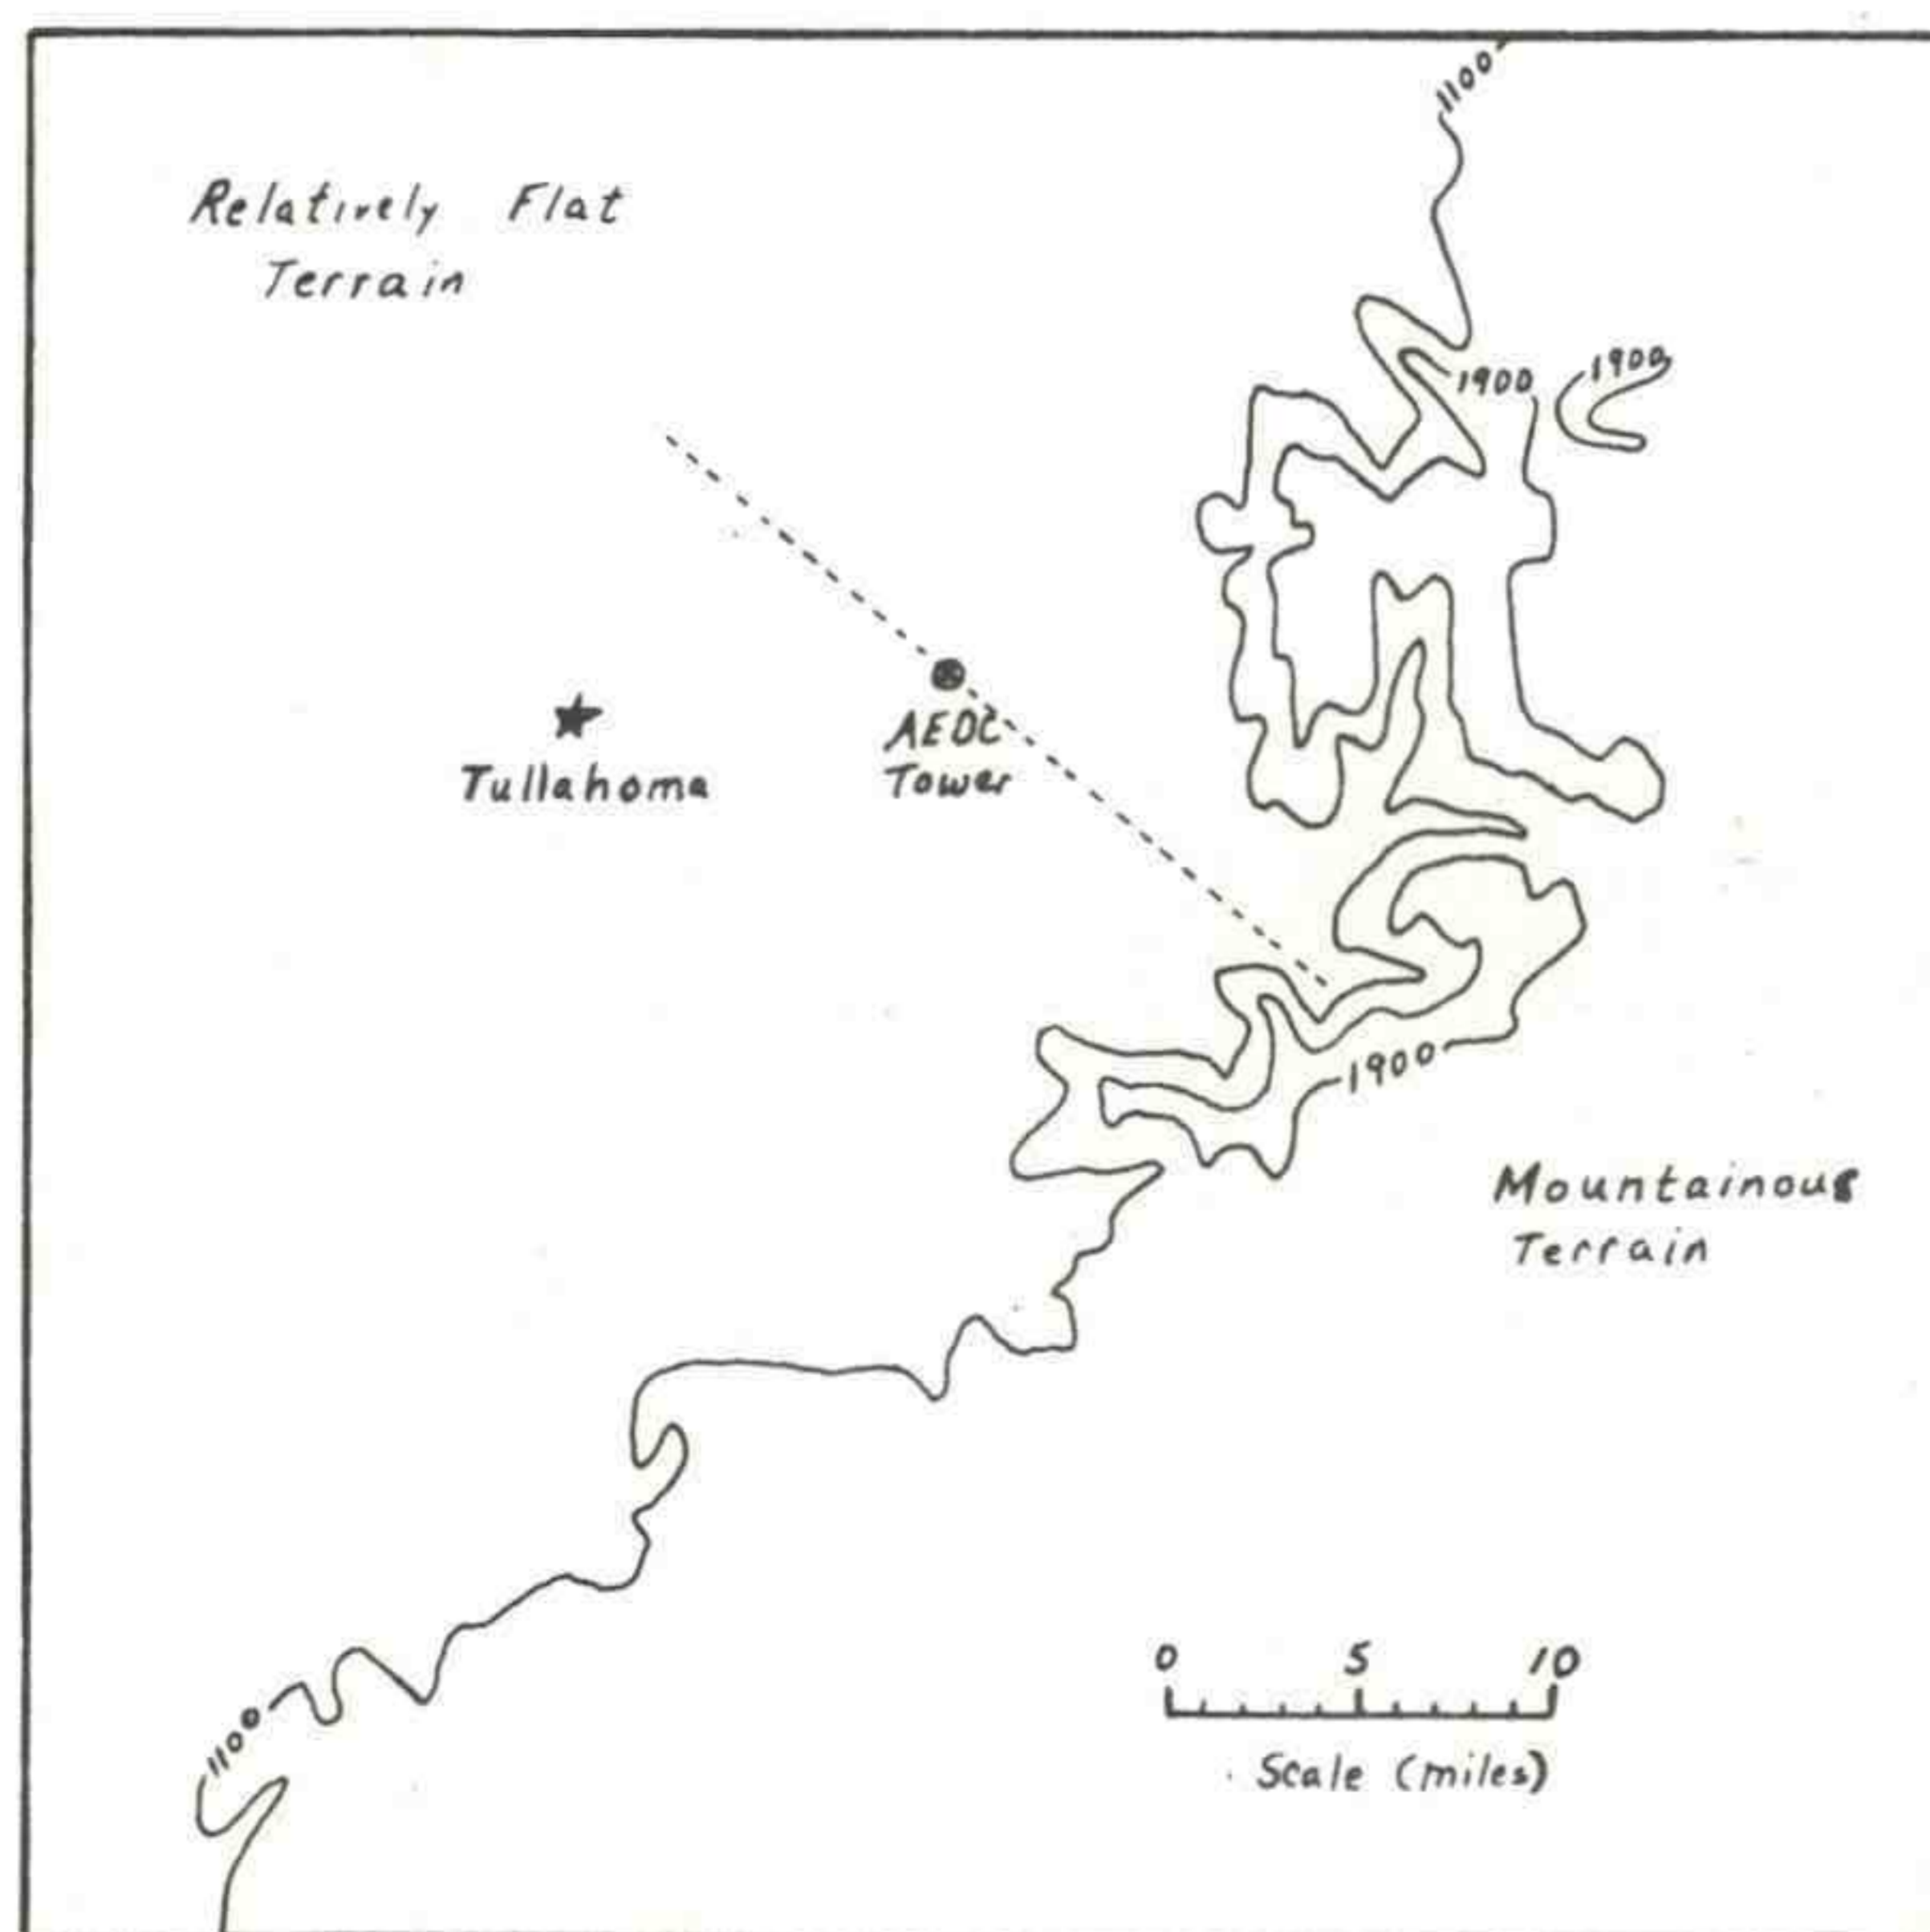 1100
Relatively Flat
Terrain
1900
1900
AEDC
Tower
Tullahoma
1900
Mountainous
Terrain
0 5 10
Scale (miles)
1100